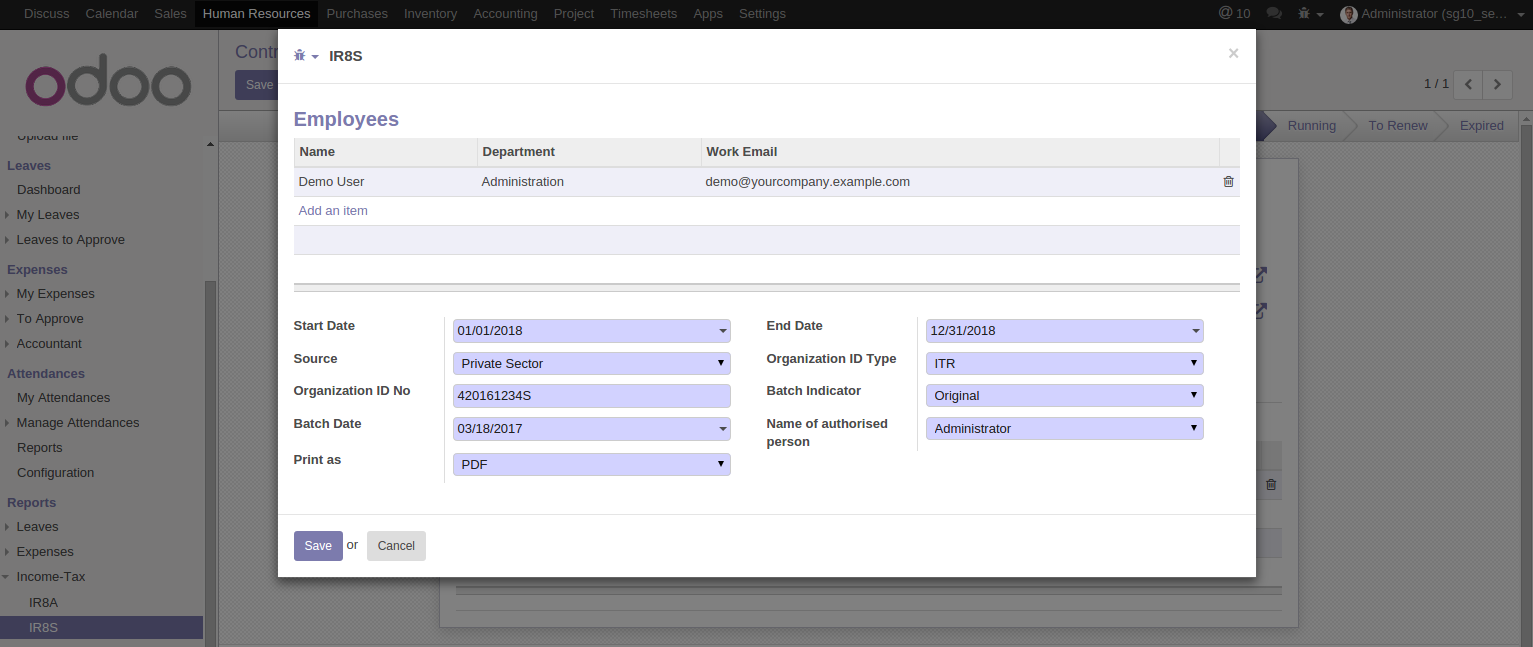 Discuss Calendar Sales Human Resources Purchases Inventory Accounting Project Timesheets Apps Settings @ 10 Administrator (sg10_se...
odoo
Upload file
Leaves
Dashboard
My Leaves
Leaves to Approve
Expenses
My Expenses
To Approve
Accountant
Attendances
My Attendances
Manage Attendances
Reports
Configuration
Reports
Leaves
Expenses
Income-Tax
IR8A
IR8S
Contr
Save
1 / 1
Running To Renew Expired
IR8S ×
Employees
Name Department Work Email
Demo User Administration demo@yourcompany.example.com
Add an item
Start Date 01/01/2018 End Date 12/31/2018
Source Private Sector Organization ID Type ITR
Organization ID No 420161234S Batch Indicator Original
Batch Date 03/18/2017 Name of authorised Administrator
person
Print as PDF
Save or Cancel